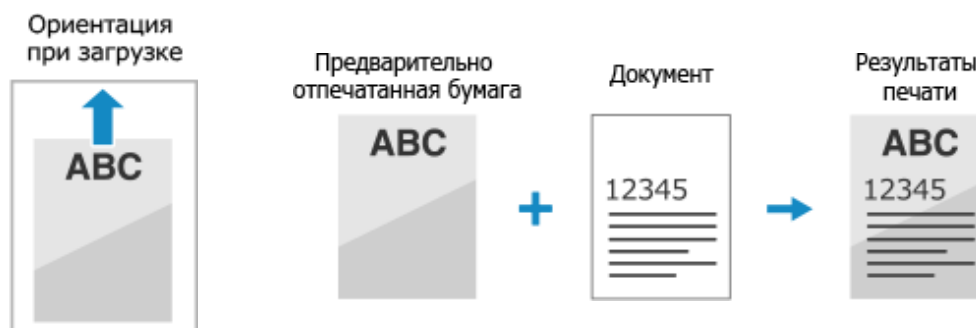 Ориентация
при загрузке
ABC
Предварительно
отпечатанная бумага
ABC
Документ
12345
Результаты
печати
ABC
12345